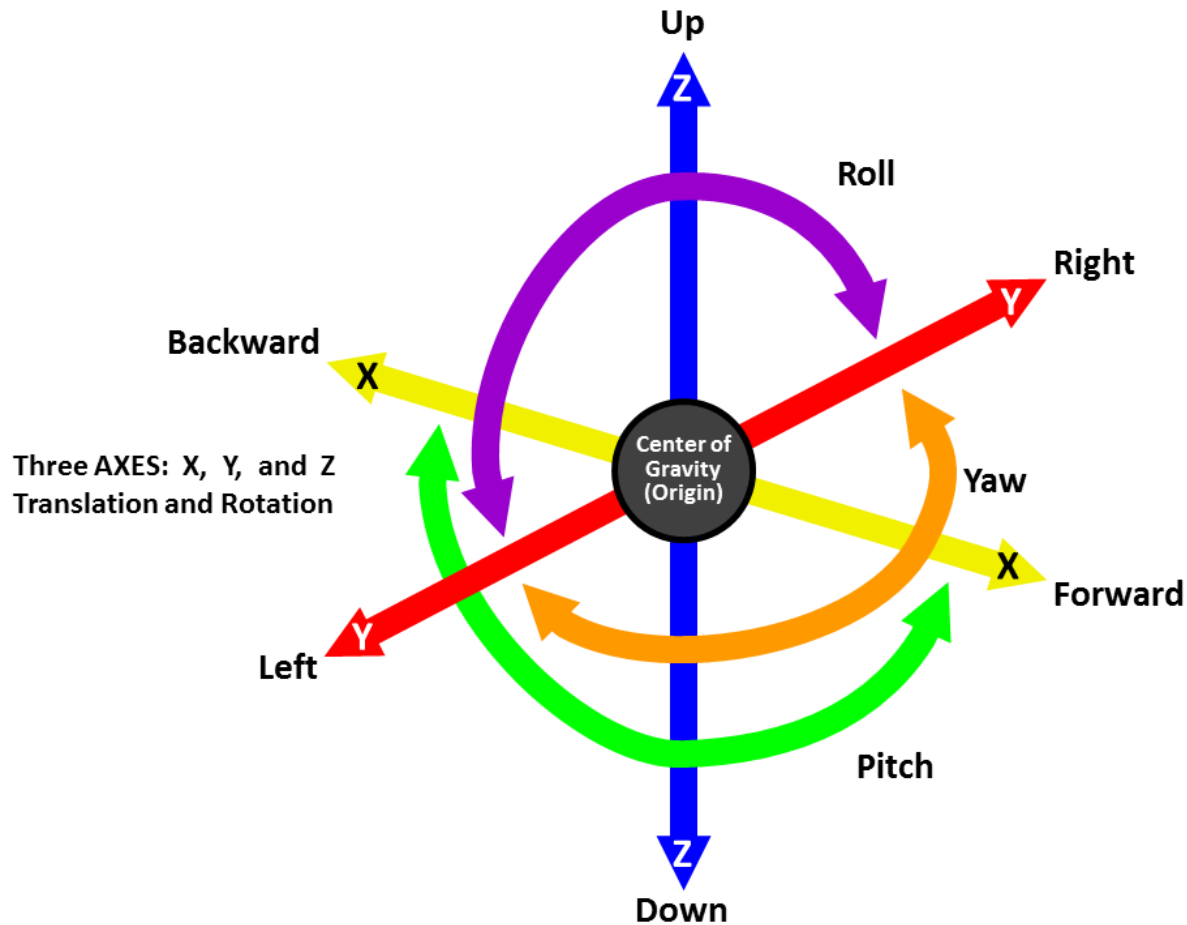 Up
Z
Roll
Right
Y
Backward
X
Center of
Gravity
(Origin)
Three AXES: X, Y, and Z
Translation and Rotation
Yaw
X
Forward
Y
Left
Pitch
Z
Down